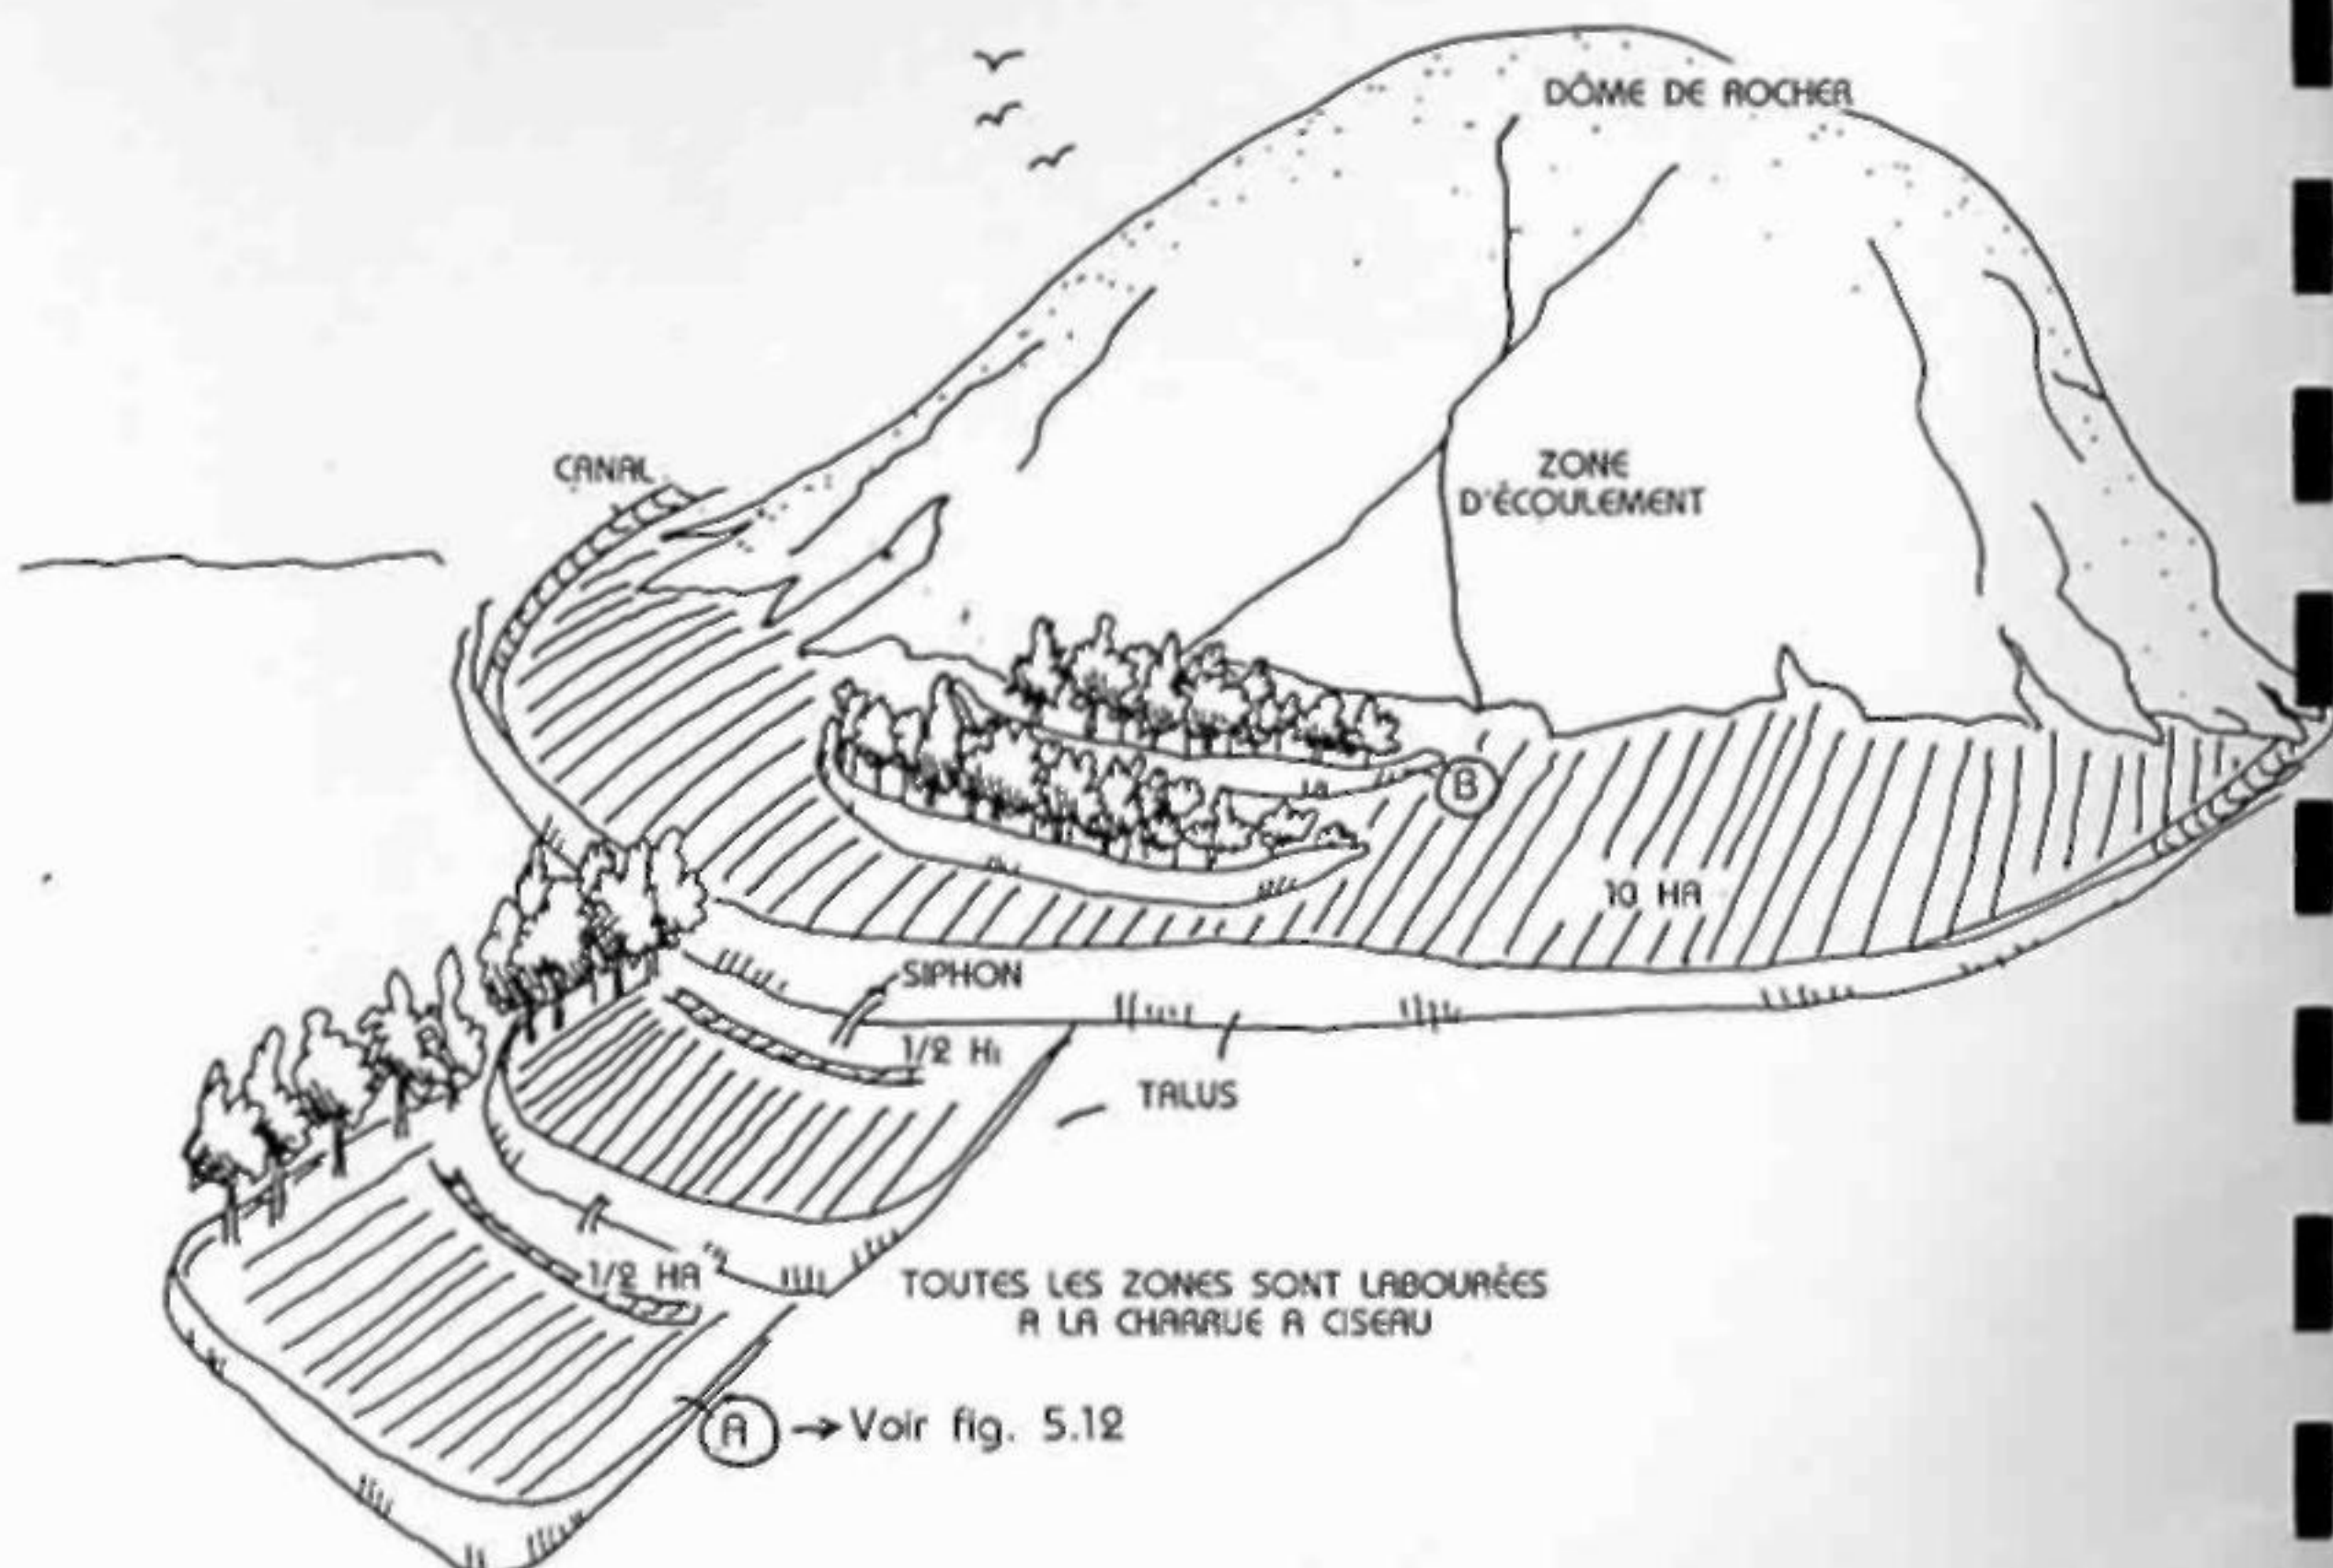 DÔME DE ROCHER
CANAL
ZONE
D'ÉCOULEMENT
B
10 HA
SIPHON
1/2 H
TALUS
1/2 HA
TOUTES LES ZONES SONT LABOURÉES
A LA CHARRUE A CISEAU
A → Voir fig. 5.12